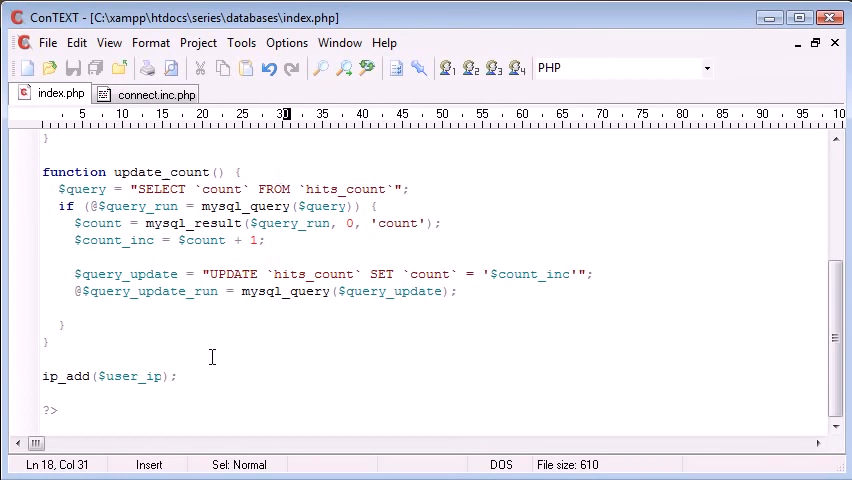 ConTEXT - [C:\xampp\htdocs\series\databases\index.php]
File Edit View Format Project Tools Options Window Help
1 2 3 4 PHP
index.php connect.inc.php
5 10 15 20 25 30 35 40 45 50 55 60 65 70 75 80 85 90 95 10
}
function update_count() {
$query = "SELECT `count` FROM `hits_count`";
if (@$query_run = mysql_query($query)) {
$count = mysql_result($query_run, 0, 'count');
$count_inc = $count + 1;
$query_update = "UPDATE `hits_count` SET `count` = '$count_inc'";
@$query_update_run = mysql_query($query_update);
}
}
ip_add($user_ip);
?>
Ln 18, Col 31 Insert Sel: Normal DOS File size: 610